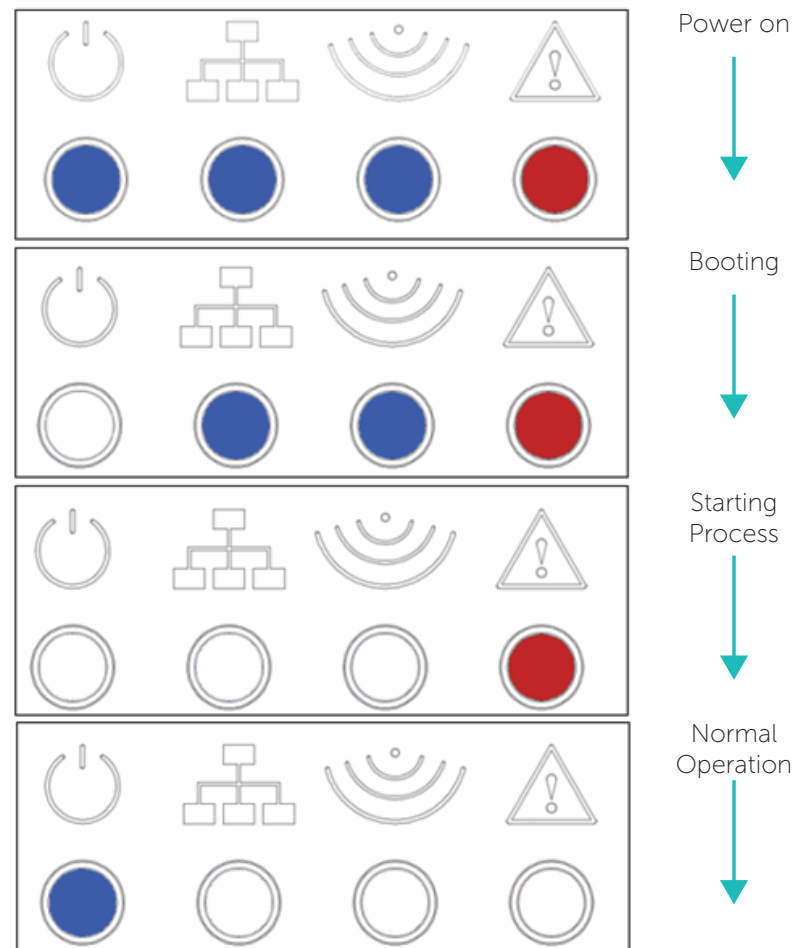 Power on
Booting
Starting
Process
Normal
Operation